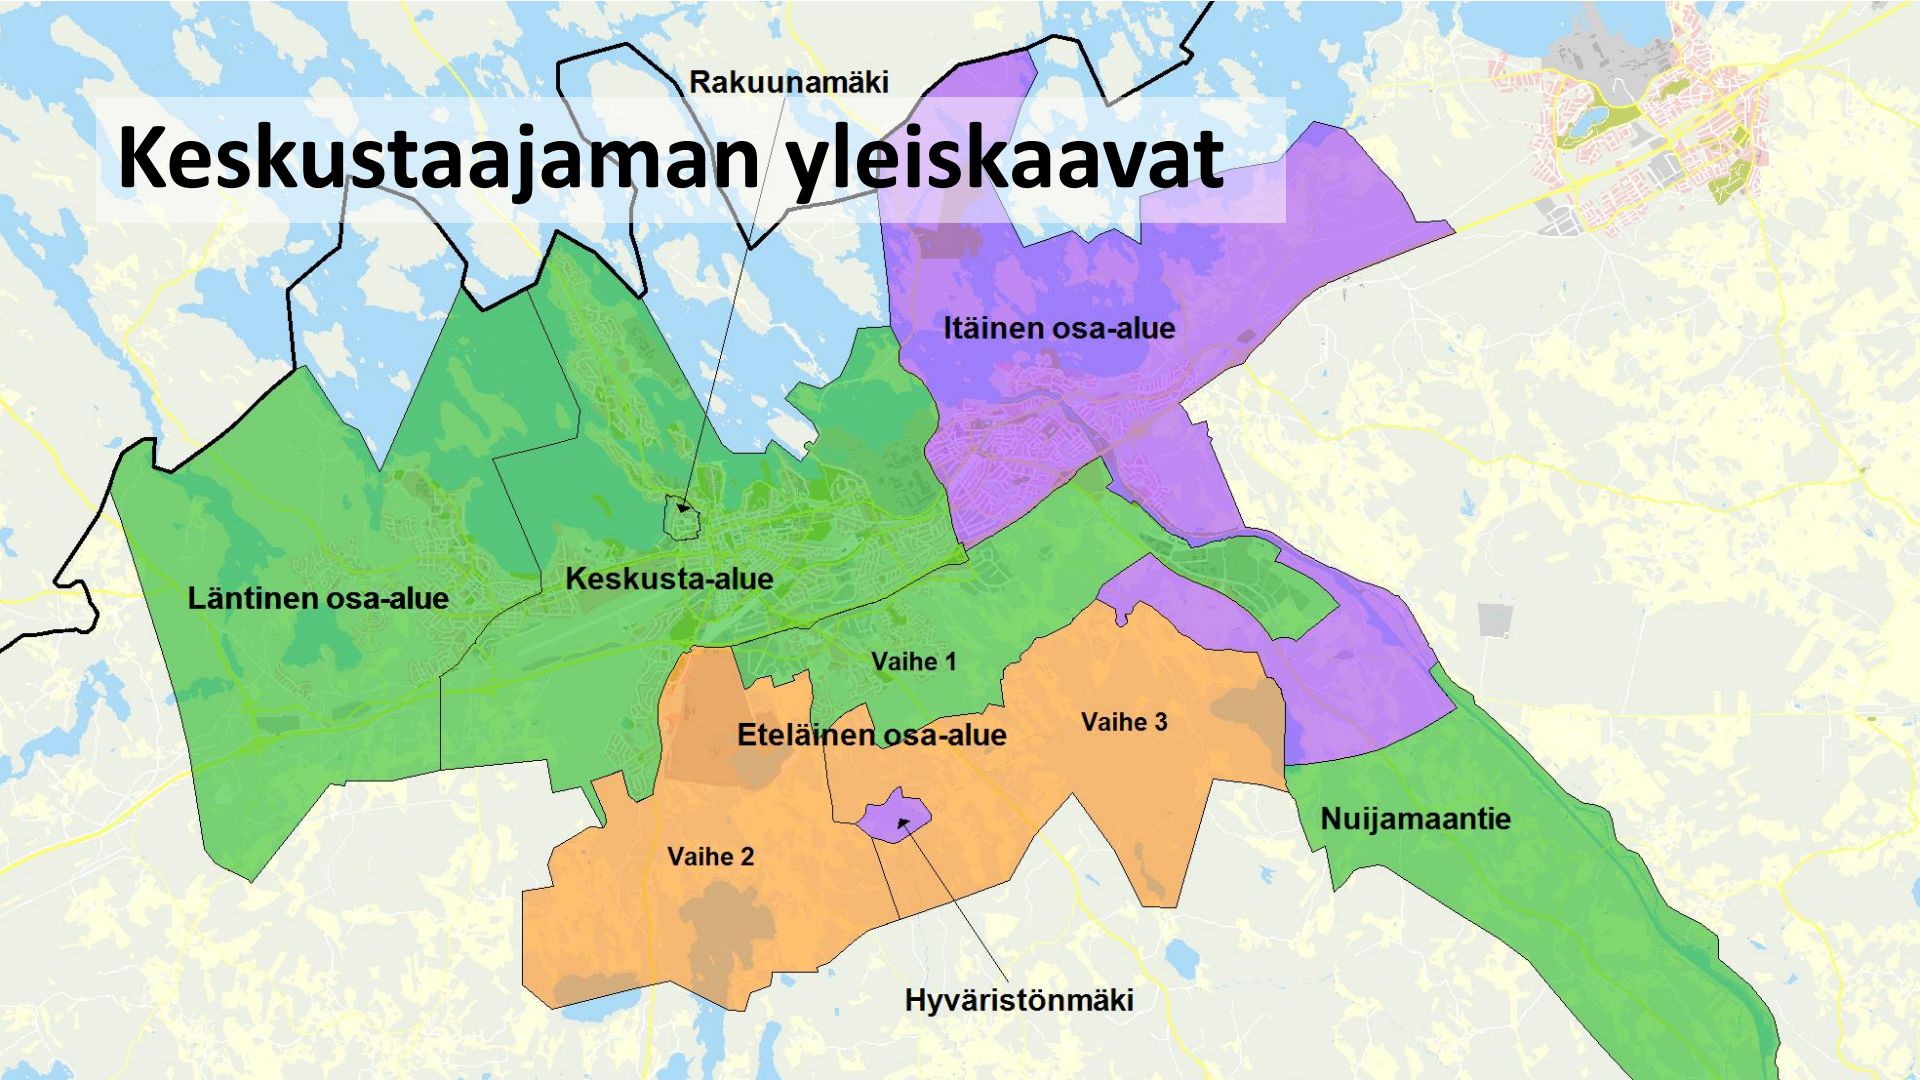 Rakuunamäki
Keskustaajaman yleiskaavat
Itäinen osa-alue
Keskusta-alue
Läntinen osa-alue
Vaihe 1
Vaihe 3
Eteläinen osa-alue
Nuijamaantie
Vaihe 2
Hyväristönmäki